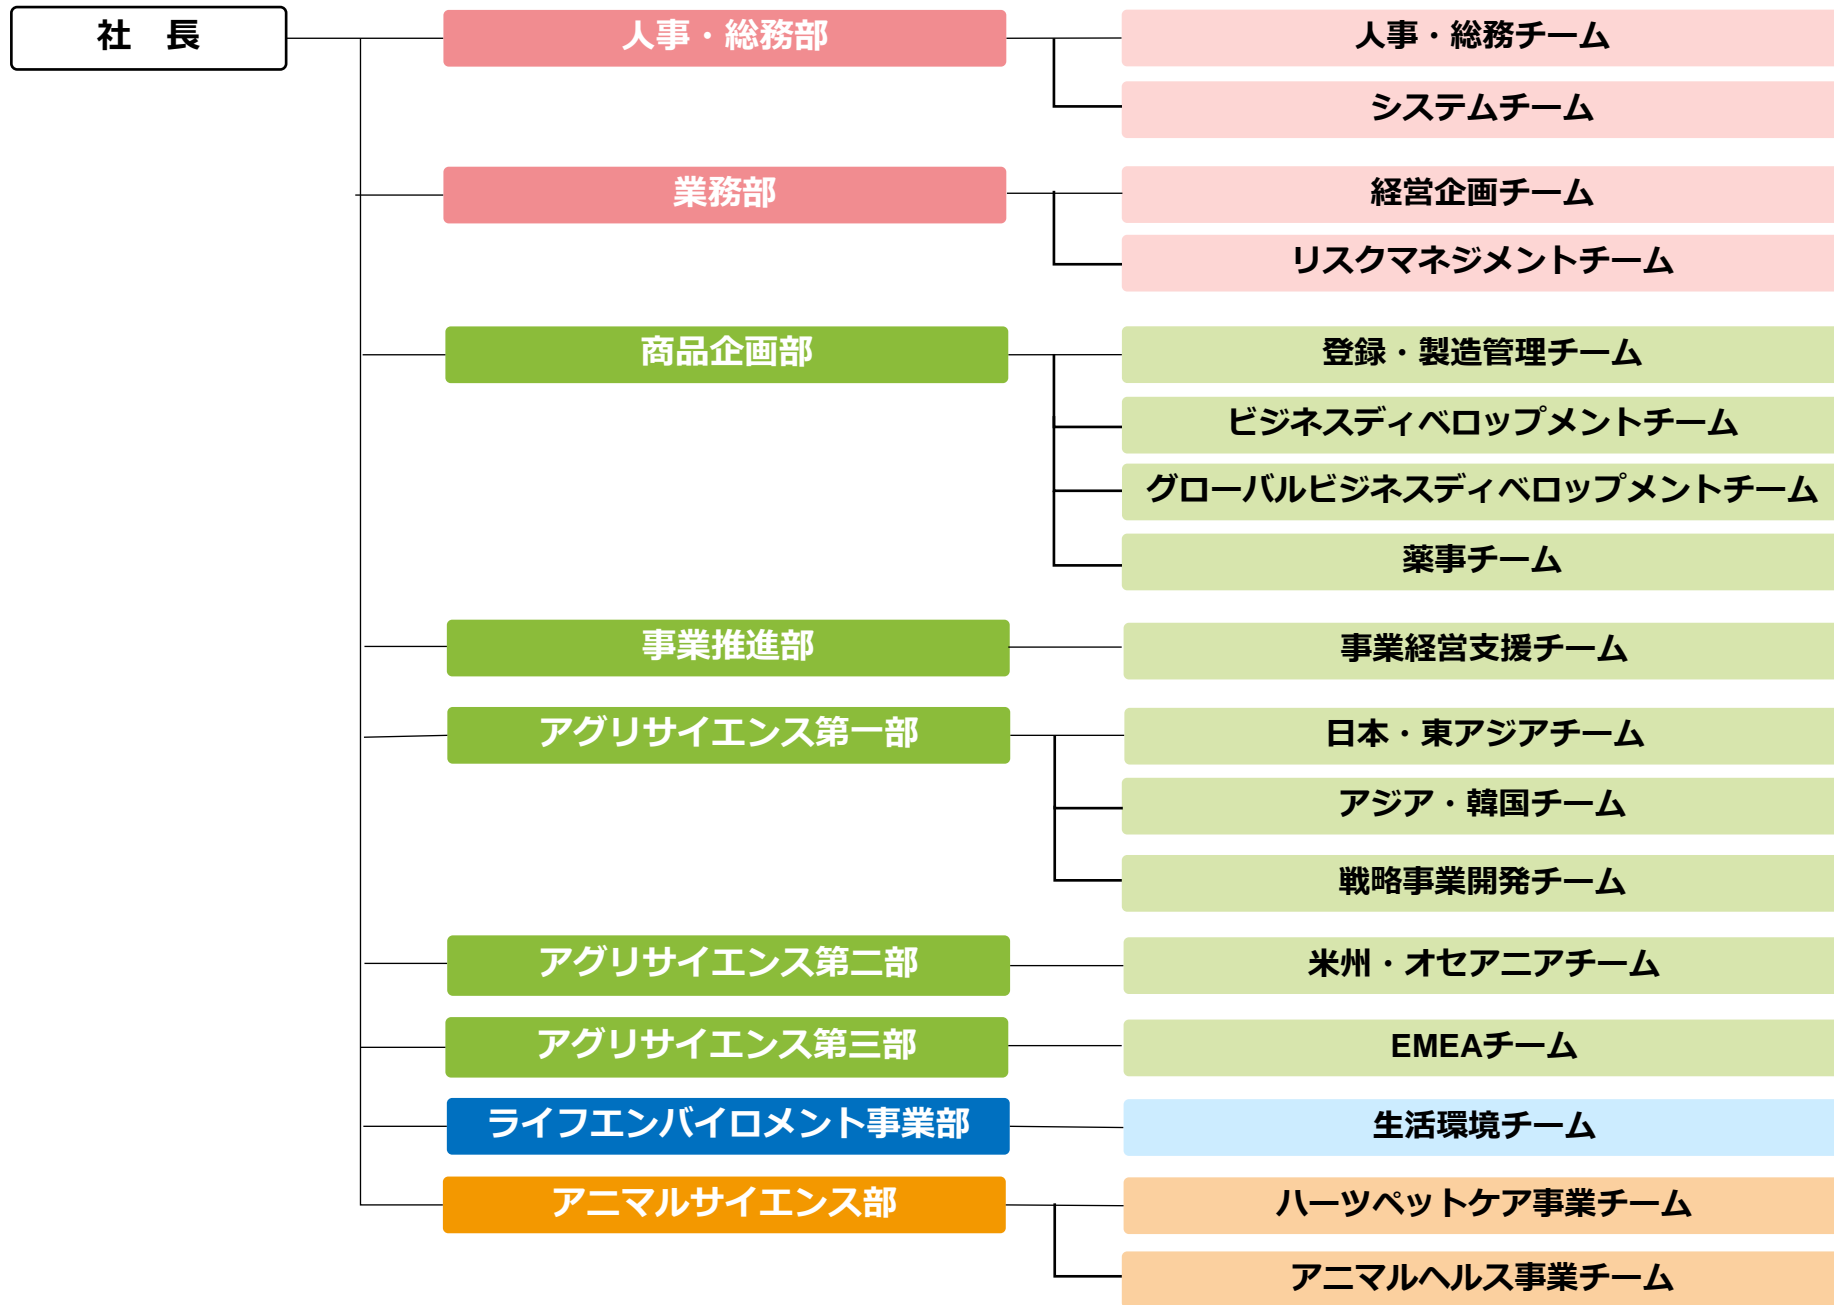 社　長
人事・総務部
人事・総務チーム
システムチーム
業務部
経営企画チーム
リスクマネジメントチーム
商品企画部
登録・製造管理チーム
ビジネスディベロップメントチーム
グローバルビジネスディベロップメントチーム
薬事チーム
事業推進部
事業経営支援チーム
アグリサイエンス第一部
日本・東アジアチーム
アジア・韓国チーム
戦略事業開発チーム
アグリサイエンス第二部
米州・オセアニアチーム
アグリサイエンス第三部
EMEAチーム
ライフエンバイロメント事業部
生活環境チーム
アニマルサイエンス部
ハーツペットケア事業チーム
アニマルヘルス事業チーム